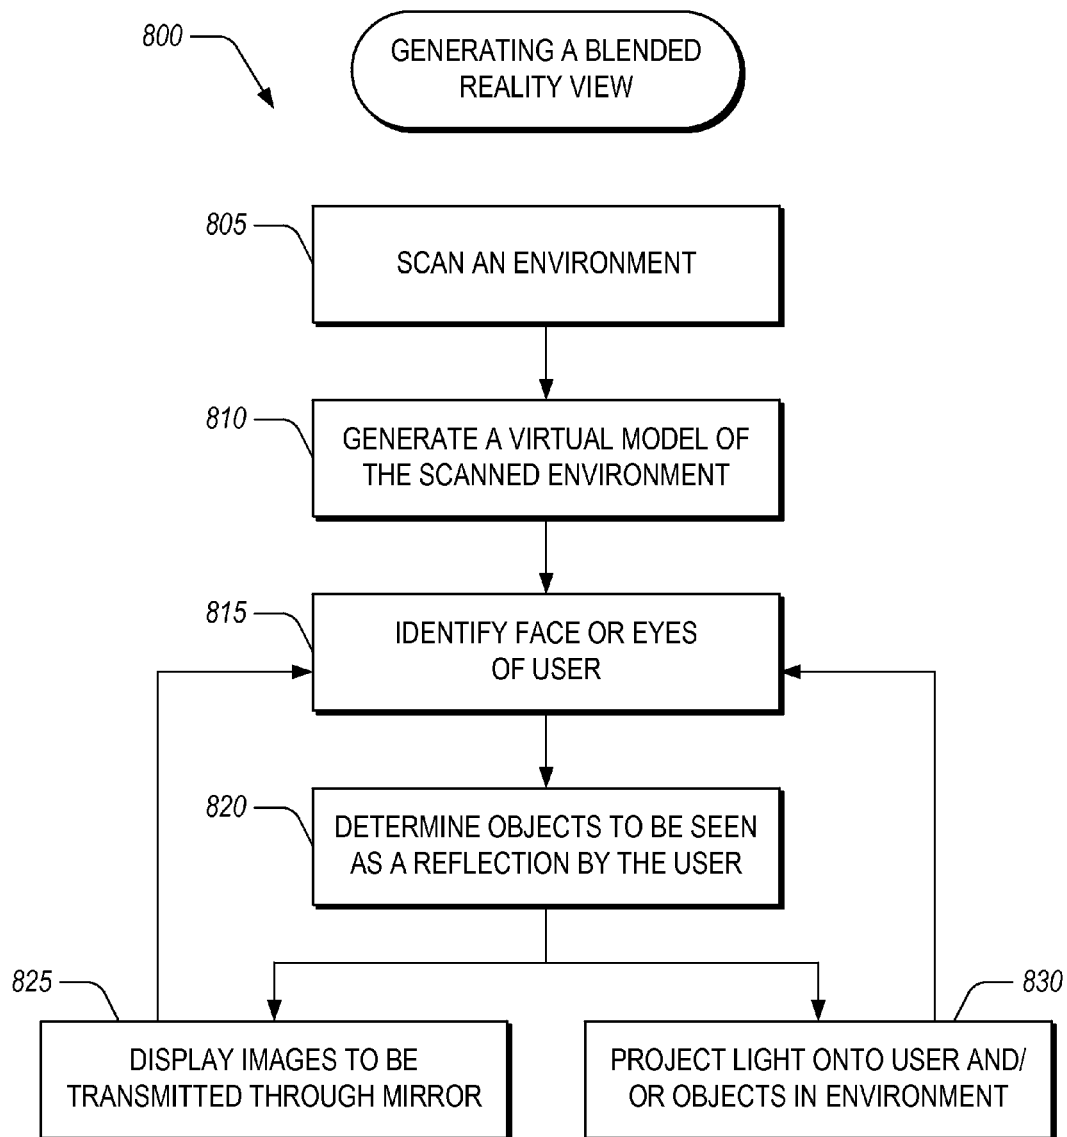 800
GENERATING A BLENDED
REALITY VIEW
805
SCAN AN ENVIRONMENT
810
GENERATE A VIRTUAL MODEL OF
THE SCANNED ENVIRONMENT
815
IDENTIFY FACE OR EYES
OF USER
820
DETERMINE OBJECTS TO BE SEEN
AS A REFLECTION BY THE USER
825
DISPLAY IMAGES TO BE
TRANSMITTED THROUGH MIRROR
830
PROJECT LIGHT ONTO USER AND/
OR OBJECTS IN ENVIRONMENT